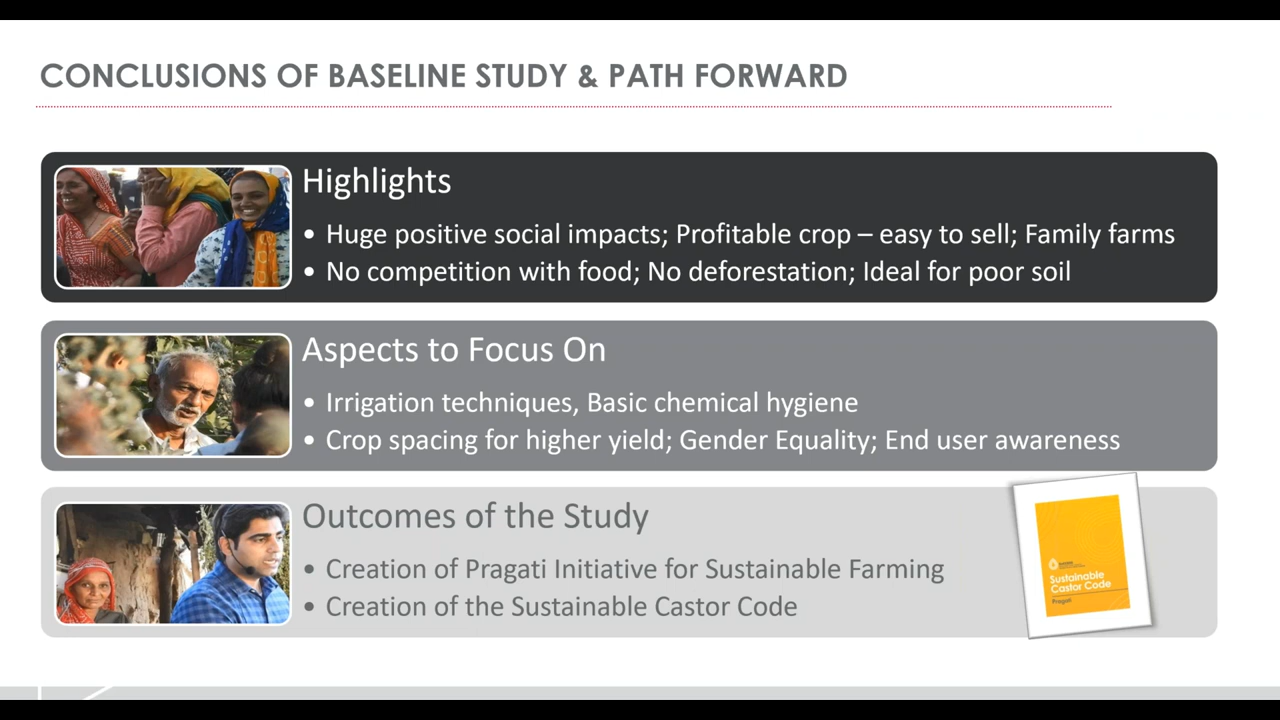 CONCLUSIONS OF BASELINE STUDY & PATH FORWARD
Highlights
• Huge positive social impacts; Profitable crop – easy to sell; Family farms
• No competition with food; No deforestation; Ideal for poor soil
Aspects to Focus On
• Irrigation techniques, Basic chemical hygiene
• Crop spacing for higher yield; Gender Equality; End user awareness
Outcomes of the Study
• Creation of Pragati Initiative for Sustainable Farming
• Creation of the Sustainable Castor Code
Sustainable
Castor Code
Pragati